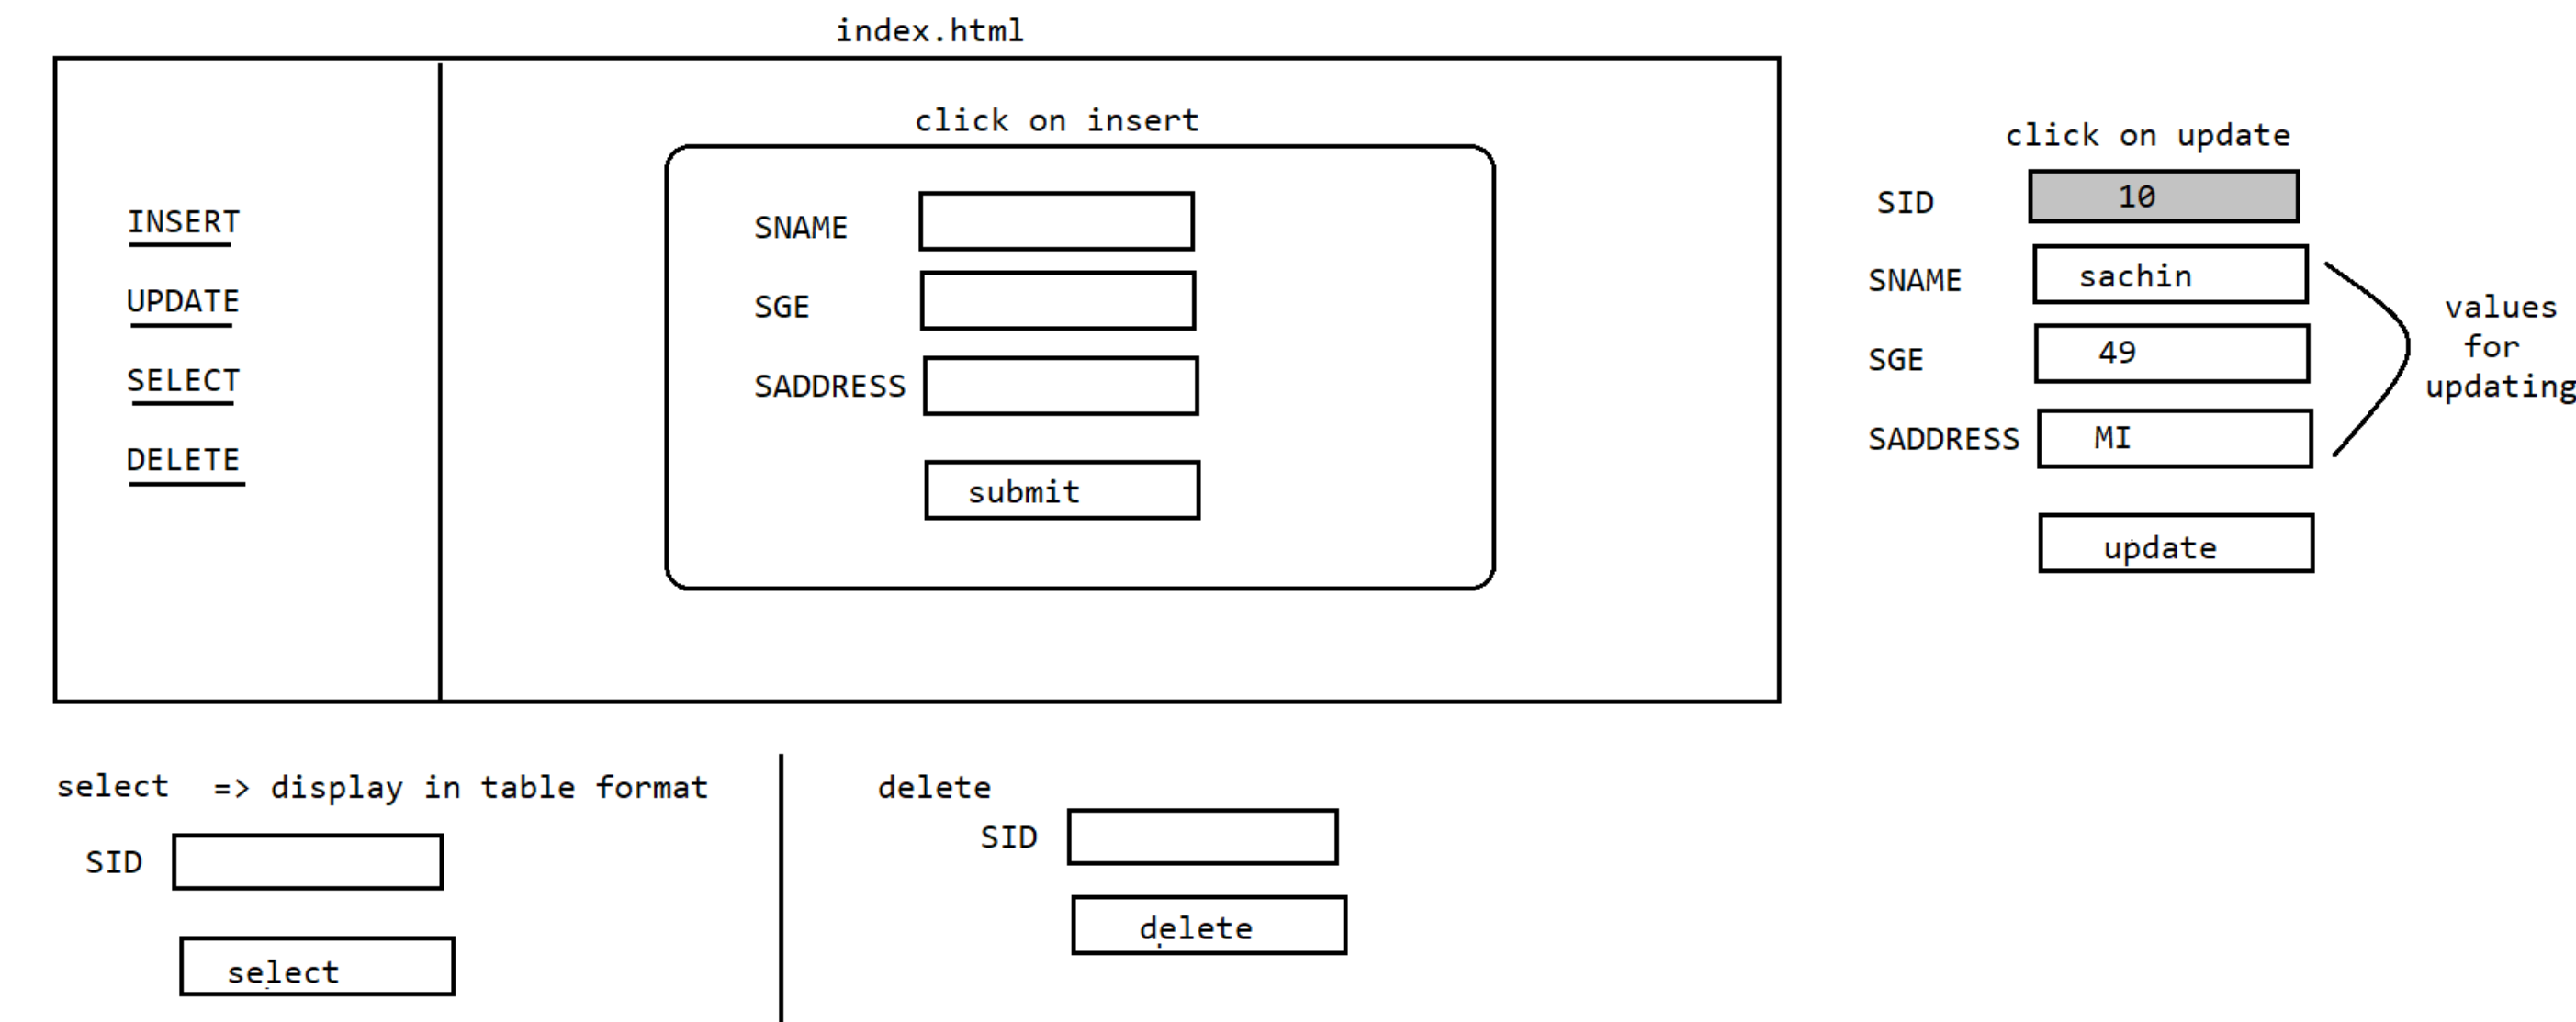 index.html
INSERT
UPDATE
SELECT
DELETE
click on insert
SNAME
SGE
SADDRESS
submit
click on update
SID 10
SNAME sachin
SGE 49
SADDRESS MI
update
values
for
updating
select => display in table format
SID
select
delete
SID
delete